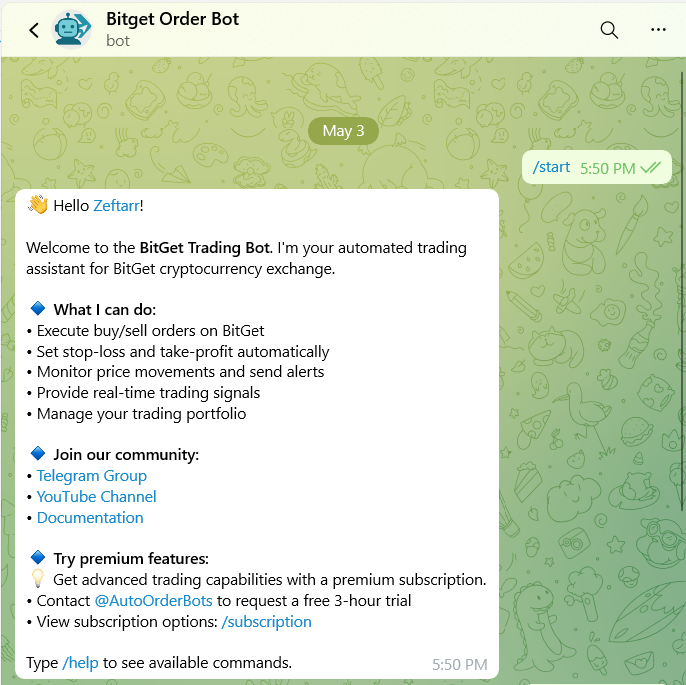 Bitget Order Bot
bot
May 3
/start 5:50 PM
👋 Hello Zeftarr!
Welcome to the BitGet Trading Bot. I'm your automated trading
assistant for BitGet cryptocurrency exchange.
🔹 What I can do:
• Execute buy/sell orders on BitGet
• Set stop-loss and take-profit automatically
• Monitor price movements and send alerts
• Provide real-time trading signals
• Manage your trading portfolio
🔹 Join our community:
• Telegram Group
• YouTube Channel
• Documentation
🔹 Try premium features:
💡 Get advanced trading capabilities with a premium subscription.
• Contact @AutoOrderBots to request a free 3-hour trial
• View subscription options: /subscription
Type /help to see available commands. 5:50 PM